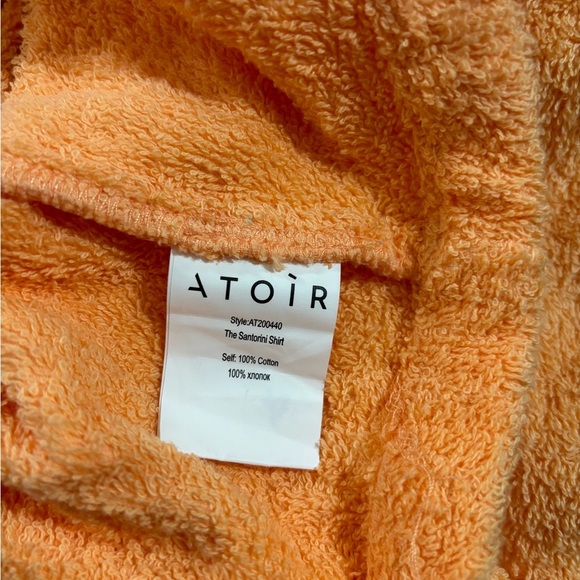 ATOÌR
Style:AT200440
The Santorini Shirt
Self: 100% Cotton
100% хлопок